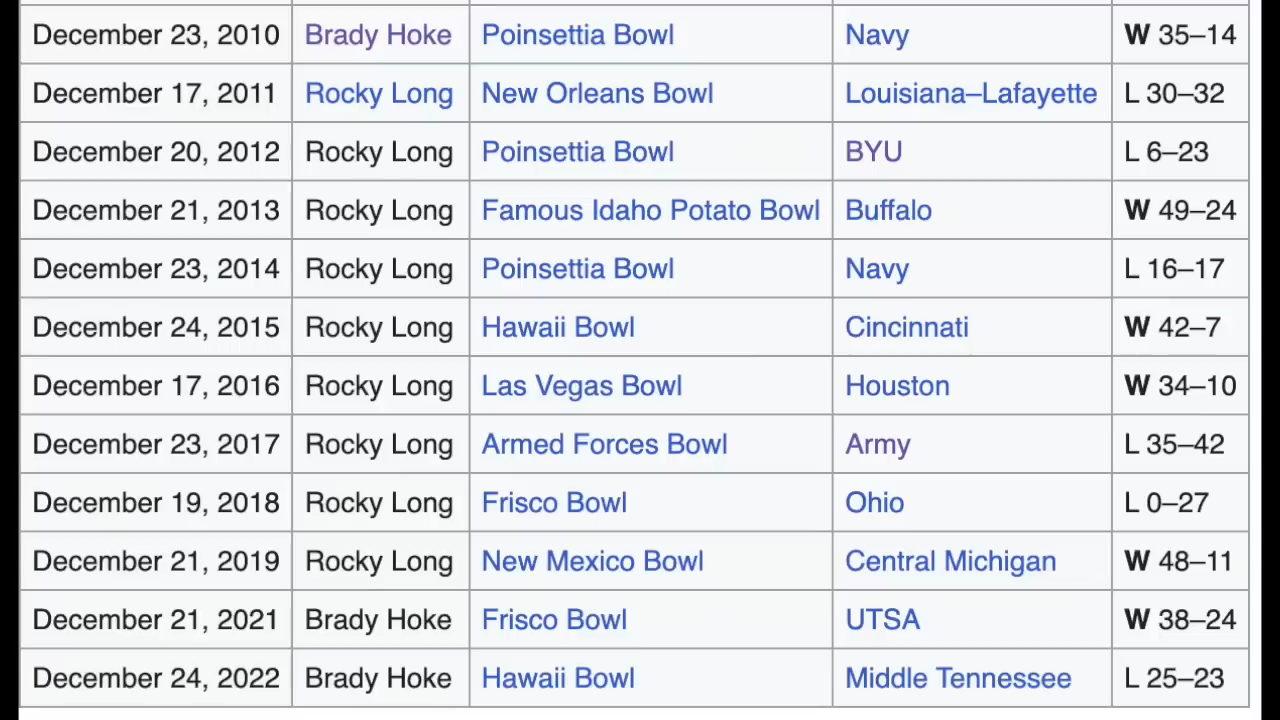 December 23, 2010 Brady Hoke Poinsettia Bowl Navy W 35–14
December 17, 2011 Rocky Long New Orleans Bowl Louisiana–Lafayette L 30–32
December 20, 2012 Rocky Long Poinsettia Bowl BYU L 6–23
December 21, 2013 Rocky Long Famous Idaho Potato Bowl Buffalo W 49–24
December 23, 2014 Rocky Long Poinsettia Bowl Navy L 16–17
December 24, 2015 Rocky Long Hawaii Bowl Cincinnati W 42–7
December 17, 2016 Rocky Long Las Vegas Bowl Houston W 34–10
December 23, 2017 Rocky Long Armed Forces Bowl Army L 35–42
December 19, 2018 Rocky Long Frisco Bowl Ohio L 0–27
December 21, 2019 Rocky Long New Mexico Bowl Central Michigan W 48–11
December 21, 2021 Brady Hoke Frisco Bowl UTSA W 38–24
December 24, 2022 Brady Hoke Hawaii Bowl Middle Tennessee L 25–23